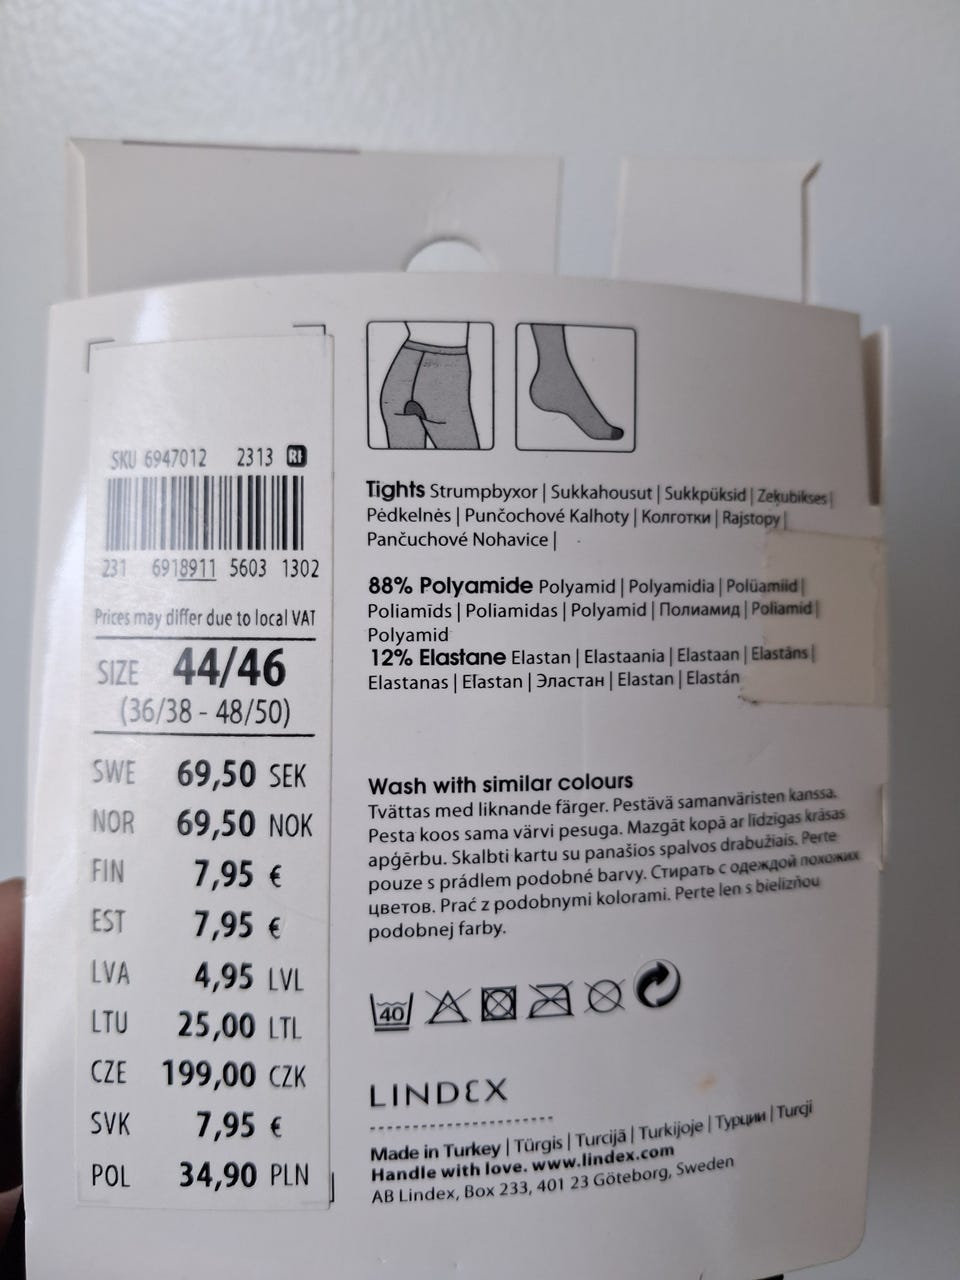 SKU 6947012 2313 RI
231 6918911 5603 1302
Prices may differ due to local VAT
SIZE 44/46
(36/38 - 48/50)
SWE 69,50 SEK
NOR 69,50 NOK
FIN 7,95 €
EST 7,95 €
LVA 4,95 LVL
LTU 25,00 LTL
CZE 199,00 CZK
SVK 7,95 €
POL 34,90 PLN
Tights Strumpbyxor | Sukkahousut | Sukkpüksid | Zeķubikses |
Pėdkelnės | Punčochové Kalhoty | Колготки | Rajstopy |
Pančuchové Nohavice |
88% Polyamide Polyamid | Polyamidia | Polüamiid |
Poliamīds | Poliamidas | Polyamid | Полиамид | Poliamid |
Polyamid
12% Elastane Elastan | Elastaania | Elastaan | Elastāns |
Elastanas | Eľastan | Эластан | Elastan | Elastán
Wash with similar colours
Tvättas med liknande färger. Pestävä samanväristen kanssa.
Pesta koos sama värvi pesuga. Mazgāt kopā ar līdzīgas krāsas
apģērbu. Skalbti kartu su panašios spalvos drabužiais. Perte
pouze s prádlem podobné barvy. Стирать с одеждой похожих
цветов. Prać z podobnymi kolorami. Perte len s bielizňou
podobnej farby.
40
LINDEX
Made in Turkey | Türgis | Turcijā | Turkijoje | Турции | Turcji
Handle with love. www.lindex.com
AB Lindex, Box 233, 401 23 Göteborg, Sweden